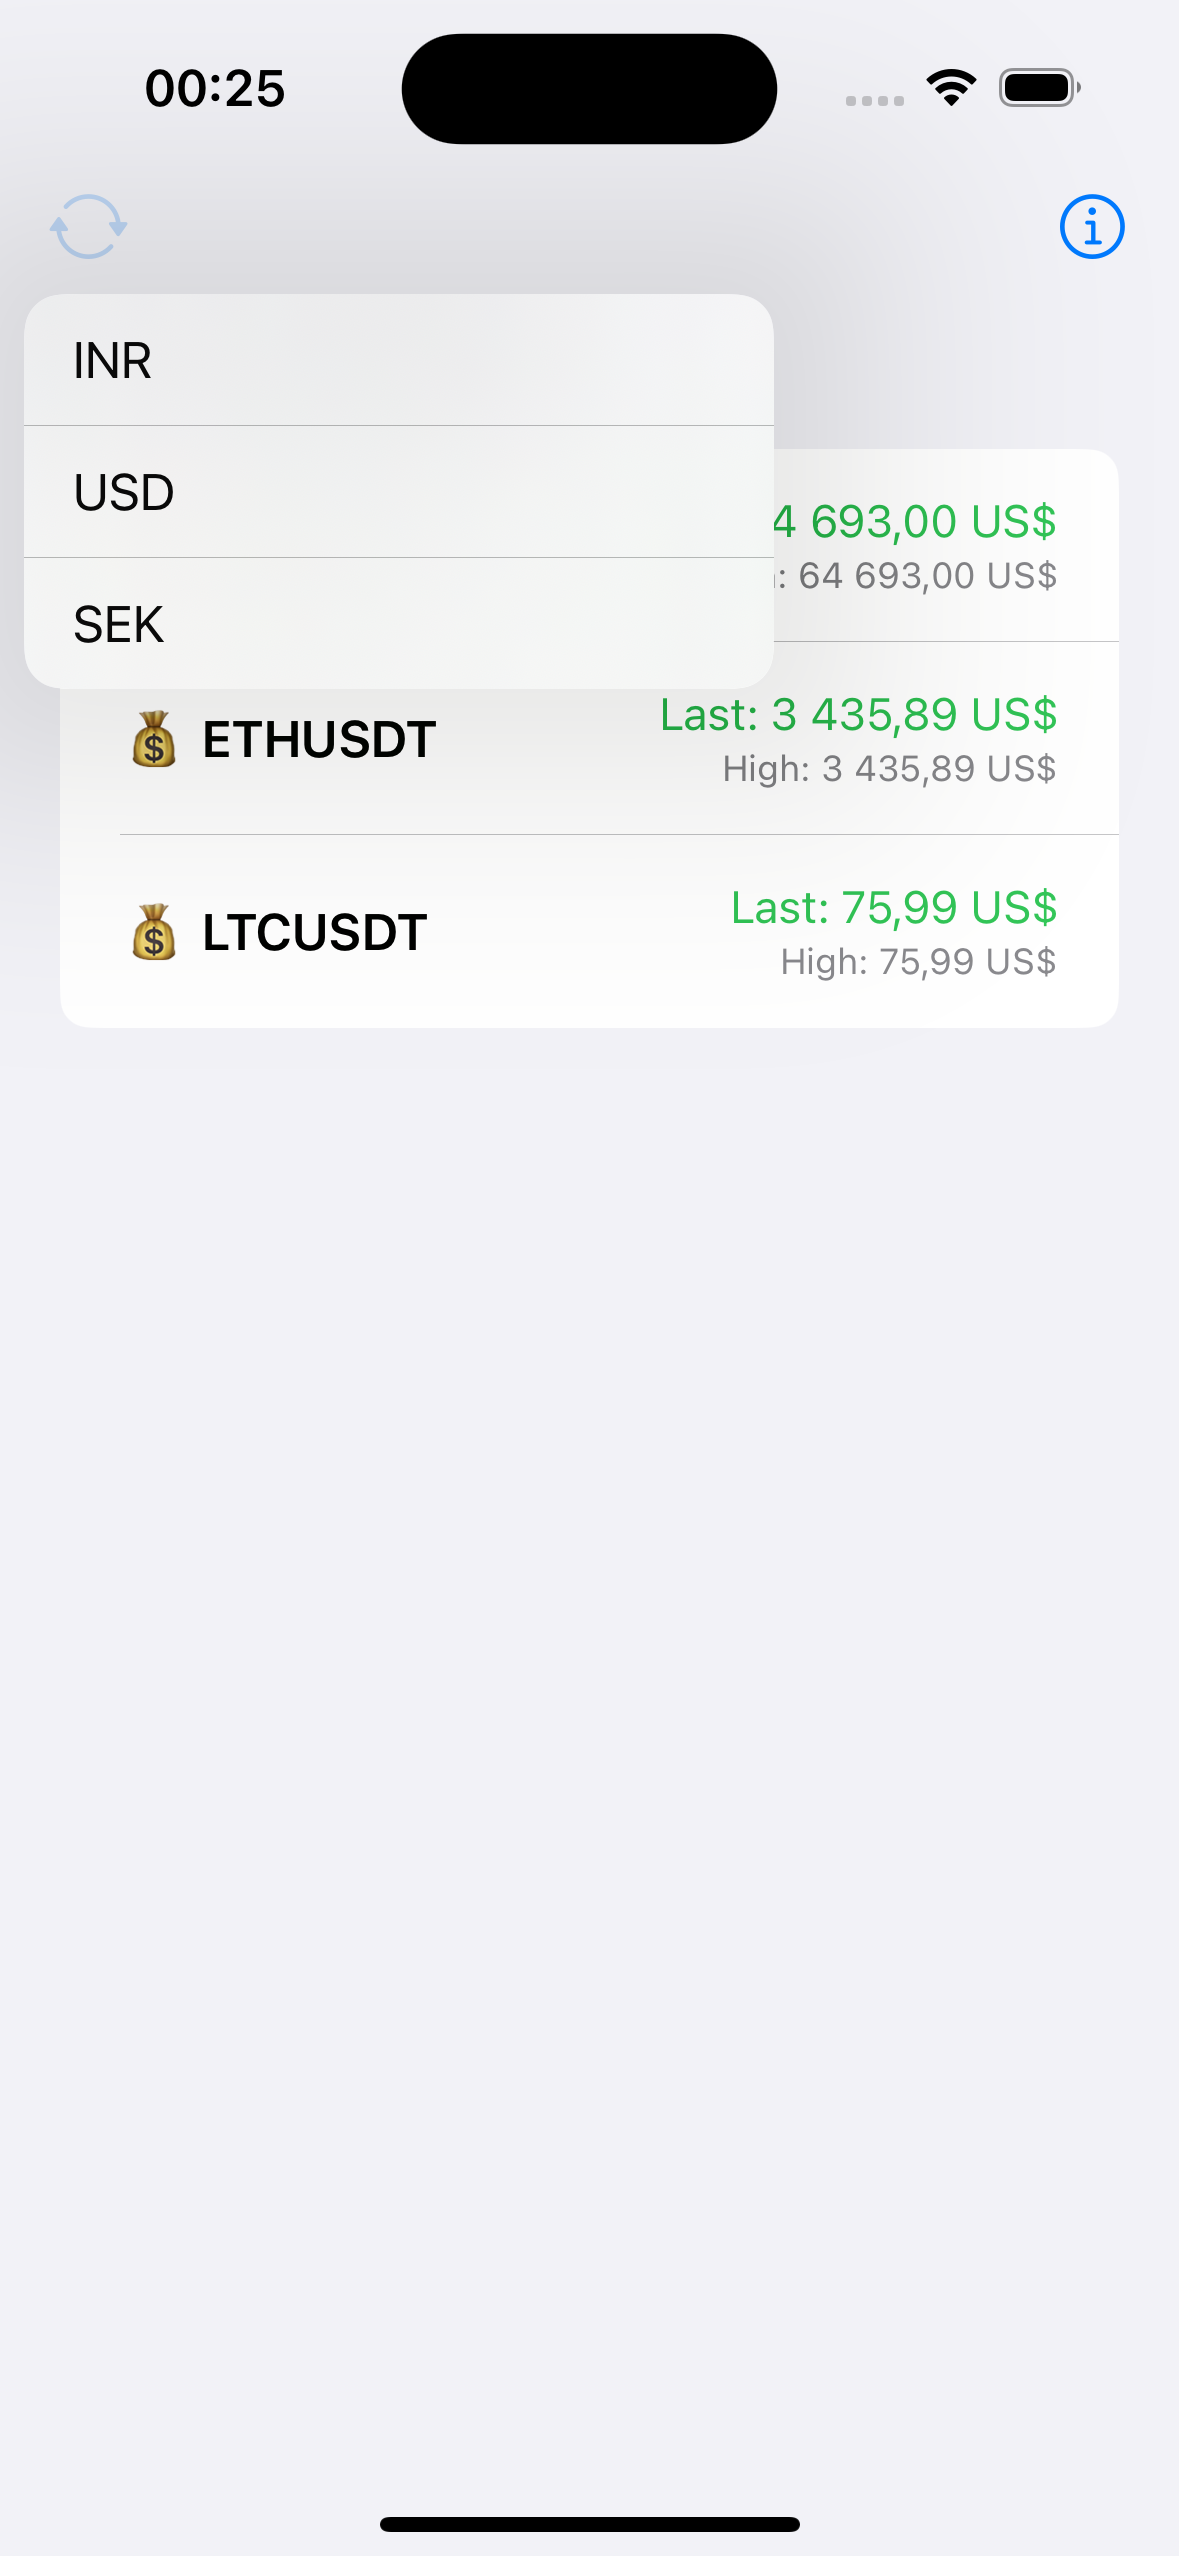 00:25
INR
USD
SEK
4 693,00 US$
: 64 693,00 US$
ETHUSDT
Last: 3 435,89 US$
High: 3 435,89 US$
LTCUSDT
Last: 75,99 US$
High: 75,99 US$